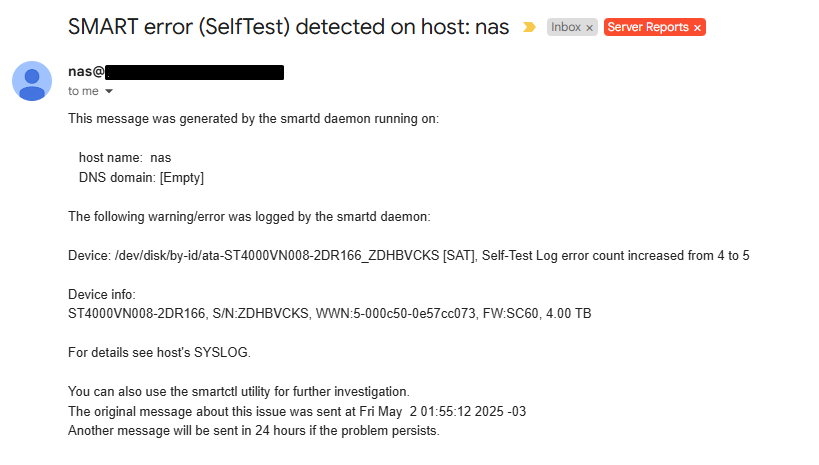 SMART error (SelfTest) detected on host: nas
Inbox ×
Server Reports ×
nas@
to me
This message was generated by the smartd daemon running on:
host name:  nas
DNS domain: [Empty]
The following warning/error was logged by the smartd daemon:
Device: /dev/disk/by-id/ata-ST4000VN008-2DR166_ZDHBVCKS [SAT], Self-Test Log error count increased from 4 to 5
Device info:
ST4000VN008-2DR166, S/N:ZDHBVCKS, WWN:5-000c50-0e57cc073, FW:SC60, 4.00 TB
For details see host's SYSLOG.
You can also use the smartctl utility for further investigation.
The original message about this issue was sent at Fri May  2 01:55:12 2025 -03
Another message will be sent in 24 hours if the problem persists.